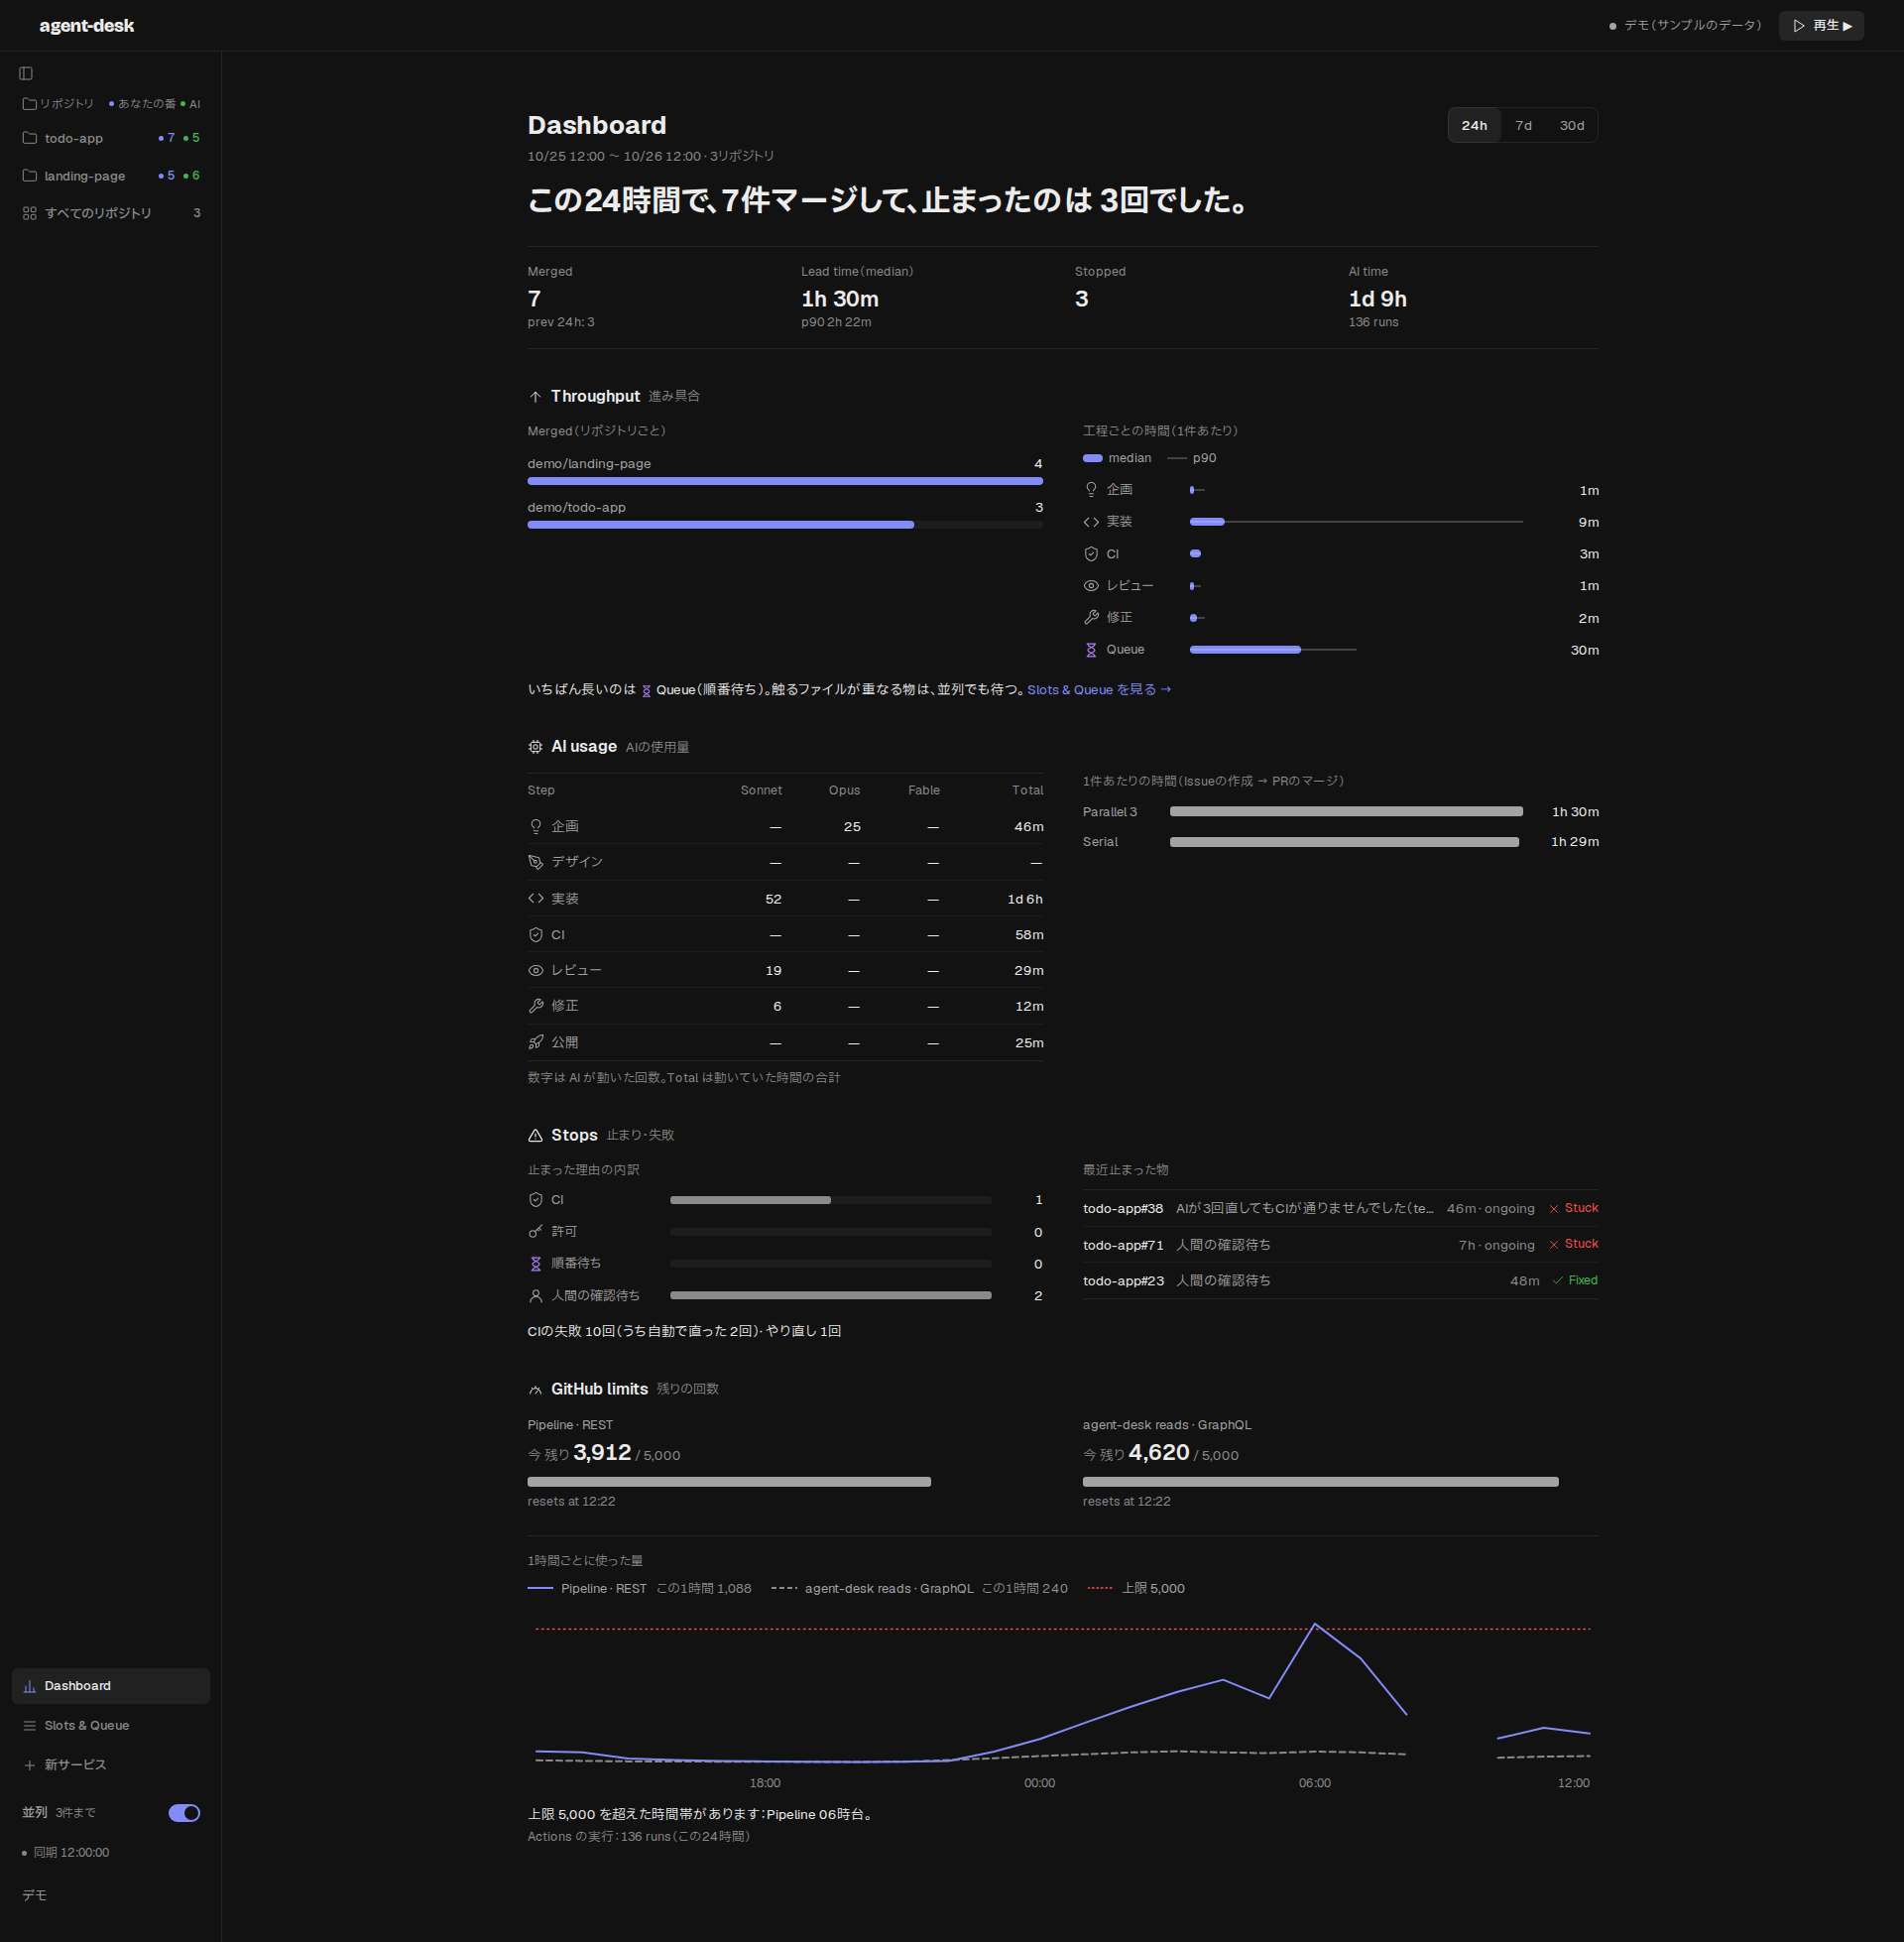 agent-desk
デモ（サンプルのデータ）
再生 ▶
リポジトリ あなたの番 AI
todo-app 7 5
landing-page 5 6
すべてのリポジトリ 3
Dashboard
24h 7d 30d
10/25 12:00 〜 10/26 12:00 · 3リポジトリ
この24時間で、7件マージして、止まったのは 3回でした。
Merged
7
prev 24h: 3
Lead time（median）
1h 30m
p90 2h 22m
Stopped
3
AI time
1d 9h
136 runs
Throughput 進み具合
Merged（リポジトリごと）
demo/landing-page 4
demo/todo-app 3
工程ごとの時間（1件あたり）
median p90
企画 1m
実装 9m
CI 3m
レビュー 1m
修正 2m
Queue 30m
いちばん長いのは Queue（順番待ち）。触るファイルが重なる物は、並列でも待つ。 Slots & Queue を見る →
AI usage AIの使用量
Step Sonnet Opus Fable Total
企画 — 25 — 46m
デザイン — — — —
実装 52 — — 1d 6h
CI — — — 58m
レビュー 19 — — 29m
修正 6 — — 12m
公開 — — — 25m
数字は AI が動いた回数。Total は動いていた時間の合計
1件あたりの時間（Issueの作成 → PRのマージ）
Parallel 3 1h 30m
Serial 1h 29m
Stops 止まり・失敗
止まった理由の内訳
CI 1
許可 0
順番待ち 0
人間の確認待ち 2
CIの失敗 10回（うち自動で直った 2回）· やり直し 1回
最近止まった物
todo-app#38 AIが3回直してもCIが通りませんでした（te… 46m · ongoing Stuck
todo-app#71 人間の確認待ち 7h · ongoing Stuck
todo-app#23 人間の確認待ち 48m Fixed
GitHub limits 残りの回数
Pipeline · REST
今 残り 3,912 / 5,000
resets at 12:22
agent-desk reads · GraphQL
今 残り 4,620 / 5,000
resets at 12:22
1時間ごとに使った量
Pipeline · REST この1時間 1,088 agent-desk reads · GraphQL この1時間 240 上限 5,000
18:00 00:00 06:00 12:00
上限 5,000 を超えた時間帯があります：Pipeline 06時台。
Actions の実行：136 runs（この24時間）
Dashboard
Slots & Queue
新サービス
並列 3件まで
同期 12:00:00
デモ